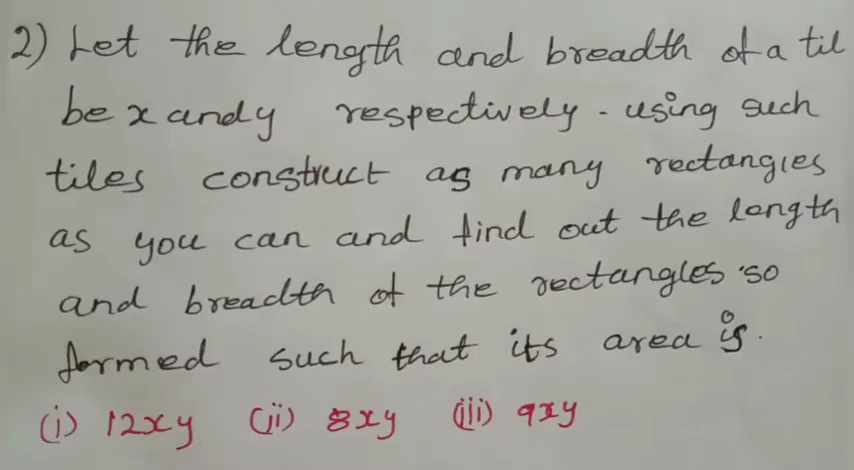 2) Let the length and breadth of a til
be x and y respectively. using such
tiles construct as many rectangles
as you can and find out the length
and breadth of the rectangles so
formed such that its area is.
(i) 12xy (ii) 8xy (iii) 9xy